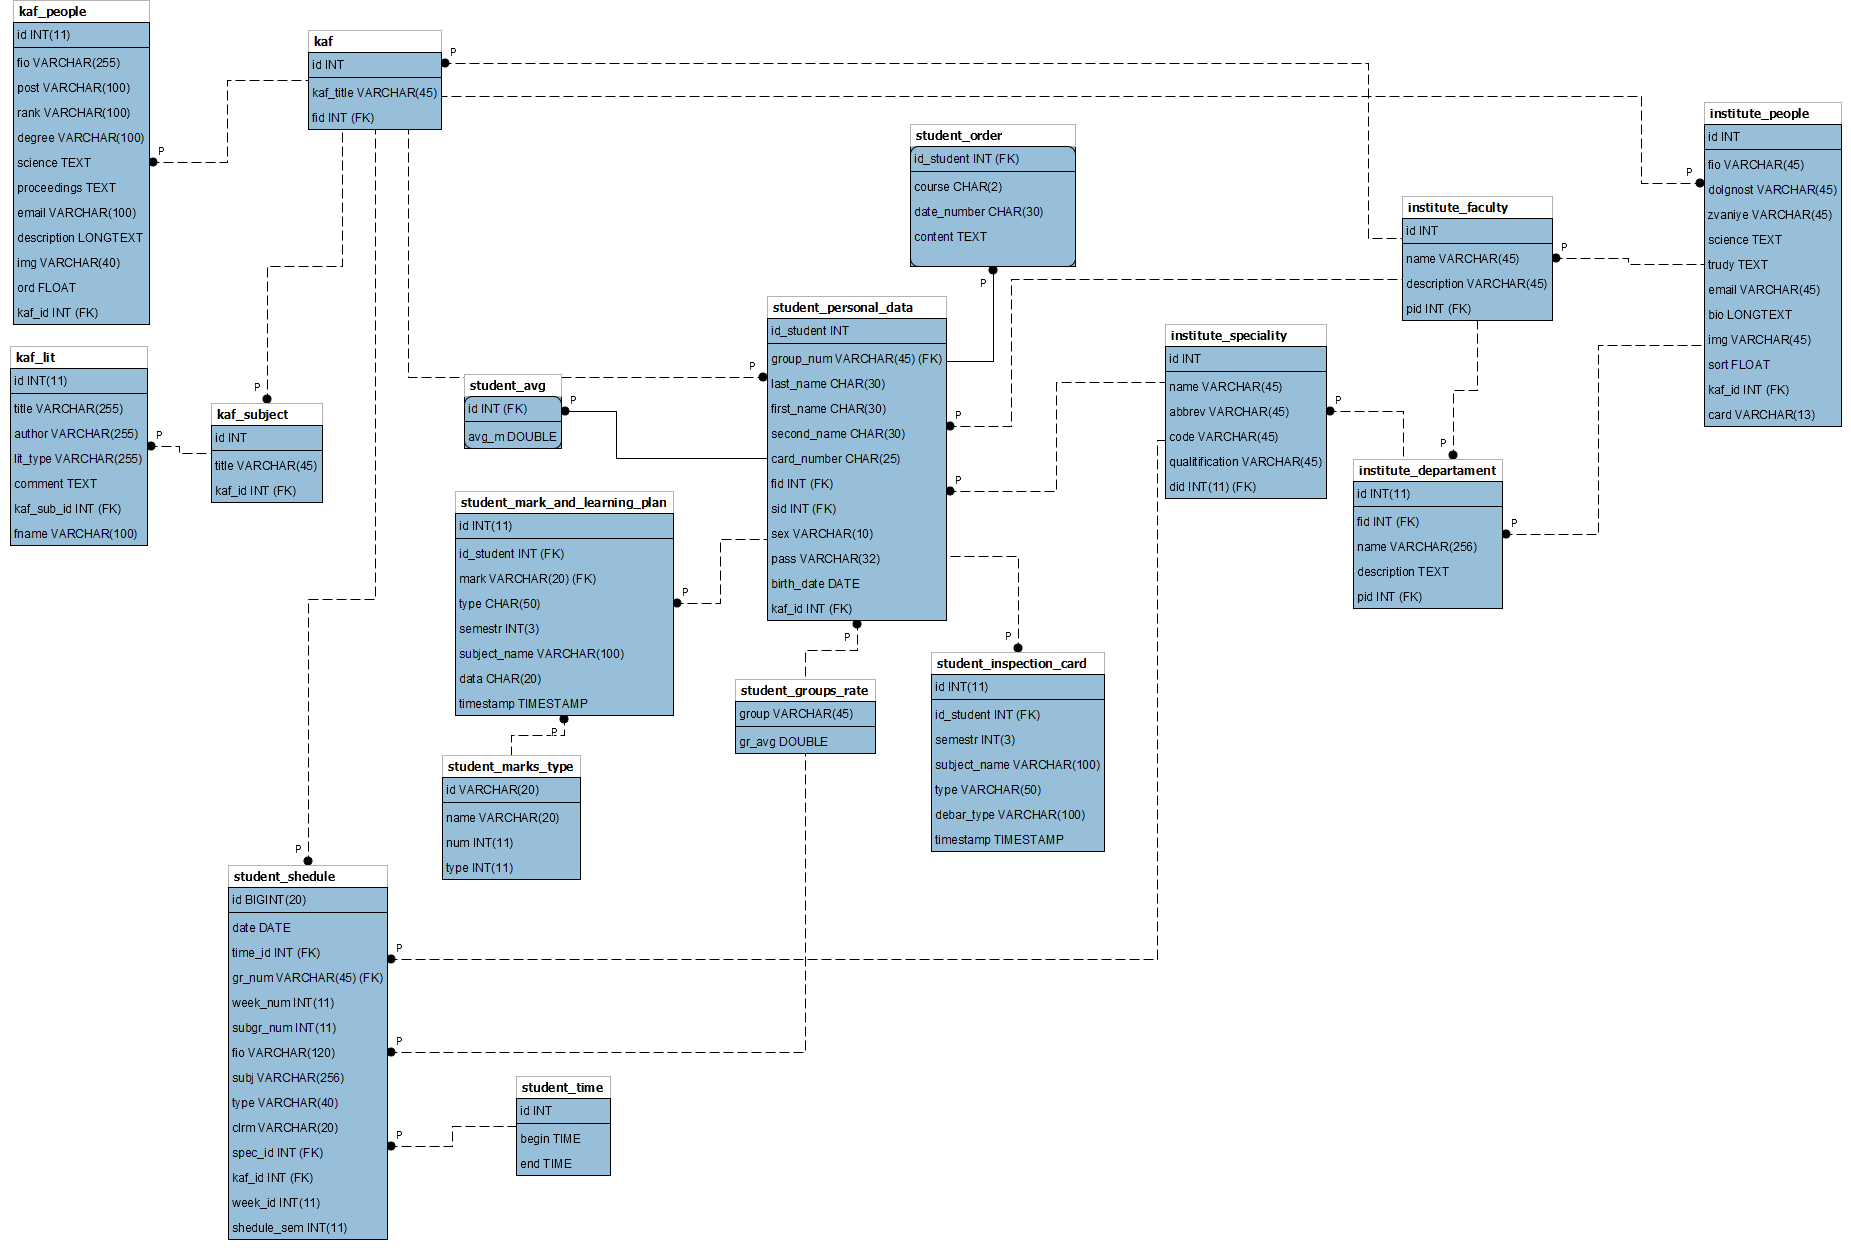 kaf_people
id INT(11)
fio VARCHAR(255)
post VARCHAR(100)
rank VARCHAR(100)
degree VARCHAR(100)
science TEXT
proceedings TEXT
email VARCHAR(100)
description LONGTEXT
img VARCHAR(40)
ord FLOAT
kaf_id INT (FK)
P
kaf
id INT
kaf_title VARCHAR(45)
fid INT (FK)
P
student_order
id_student INT (FK)
course CHAR(2)
date_number CHAR(30)
content TEXT
P
institute_people
id INT
fio VARCHAR(45)
dolgnost VARCHAR(45)
zvaniye VARCHAR(45)
science TEXT
trudy TEXT
email VARCHAR(45)
bio LONGTEXT
img VARCHAR(45)
sort FLOAT
kaf_id INT (FK)
card VARCHAR(13)
P
institute_faculty
id INT
name VARCHAR(45)
description VARCHAR(45)
pid INT (FK)
P
kaf_lit
id INT(11)
title VARCHAR(255)
author VARCHAR(255)
lit_type VARCHAR(255)
comment TEXT
kaf_sub_id INT (FK)
fname VARCHAR(100)
P
kaf_subject
id INT
title VARCHAR(45)
kaf_id INT (FK)
P
student_avg
id INT (FK)
avg_m DOUBLE
P
student_personal_data
id_student INT
group_num VARCHAR(45) (FK)
last_name CHAR(30)
first_name CHAR(30)
second_name CHAR(30)
card_number CHAR(25)
fid INT (FK)
sid INT (FK)
sex VARCHAR(10)
pass VARCHAR(32)
birth_date DATE
kaf_id INT (FK)
P
P
P
P
institute_speciality
id INT
name VARCHAR(45)
abbrev VARCHAR(45)
code VARCHAR(45)
qualitification VARCHAR(45)
did INT(11) (FK)
P
institute_departament
id INT(11)
fid INT (FK)
name VARCHAR(256)
description TEXT
pid INT (FK)
P
P
student_mark_and_learning_plan
id INT(11)
id_student INT (FK)
mark VARCHAR(20) (FK)
type CHAR(50)
semestr INT(3)
subject_name VARCHAR(100)
data CHAR(20)
timestamp TIMESTAMP
P
P
student_marks_type
id VARCHAR(20)
name VARCHAR(20)
num INT(11)
type INT(11)
student_groups_rate
group VARCHAR(45)
gr_avg DOUBLE
student_inspection_card
id INT(11)
id_student INT (FK)
semestr INT(3)
subject_name VARCHAR(100)
type VARCHAR(50)
debar_type VARCHAR(100)
timestamp TIMESTAMP
P
student_shedule
id BIGINT(20)
date DATE
time_id INT (FK)
gr_num VARCHAR(45) (FK)
week_num INT(11)
subgr_num INT(11)
fio VARCHAR(120)
subj VARCHAR(256)
type VARCHAR(40)
clrm VARCHAR(20)
spec_id INT (FK)
kaf_id INT (FK)
week_id INT(11)
shedule_sem INT(11)
P
P
P
P
student_time
id INT
begin TIME
end TIME